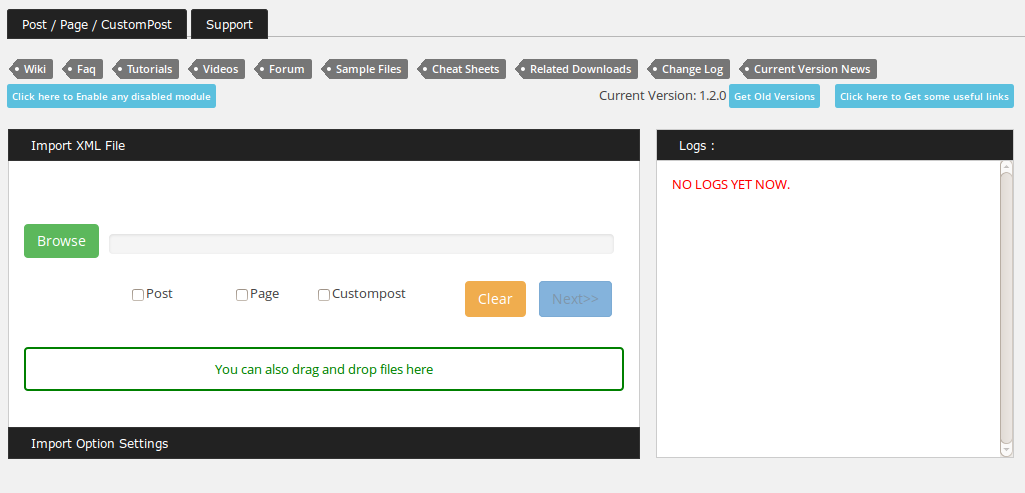 Post / Page / CustomPost Support
Wiki Faq Tutorials Videos Forum Sample Files Cheat Sheets Related Downloads Change Log Current Version News
Click here to Enable any disabled module Current Version: 1.2.0 Get Old Versions Click here to Get some useful links
Import XML File
Logs :
NO LOGS YET NOW.
Browse
Post Page Custompost Clear Next>>
You can also drag and drop files here
Import Option Settings